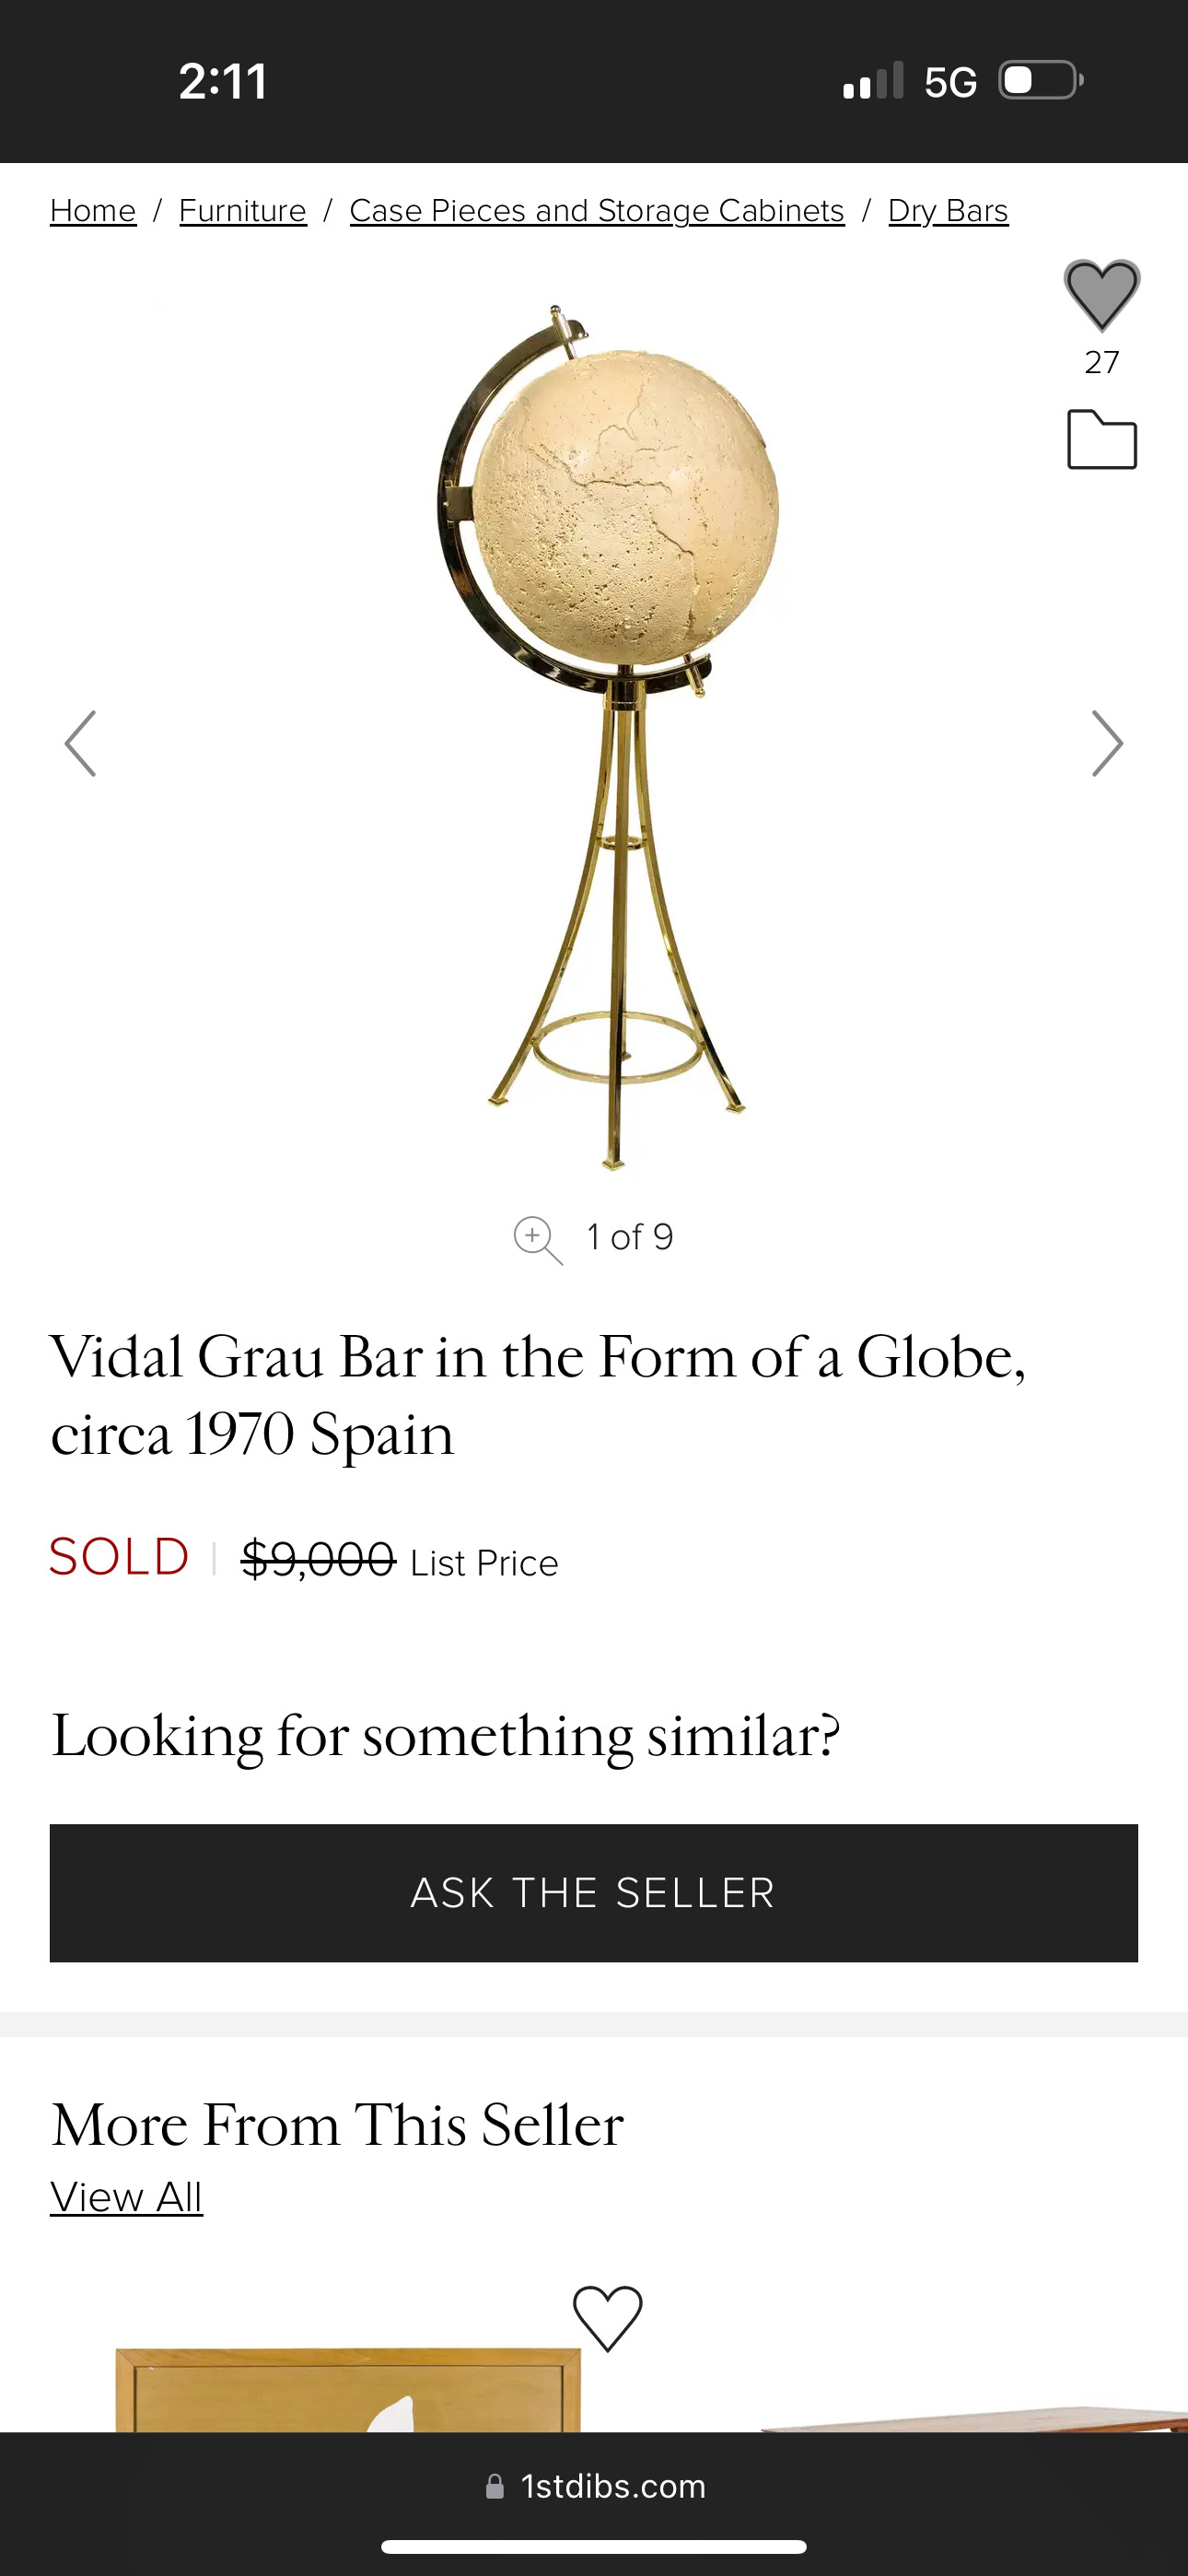 2:11 5G
Home / Furniture / Case Pieces and Storage Cabinets / Dry Bars
27
1 of 9
Vidal Grau Bar in the Form of a Globe,
circa 1970 Spain
SOLD | $9,000 List Price
Looking for something similar?
ASK THE SELLER
More From This Seller
View All
1stdibs.com